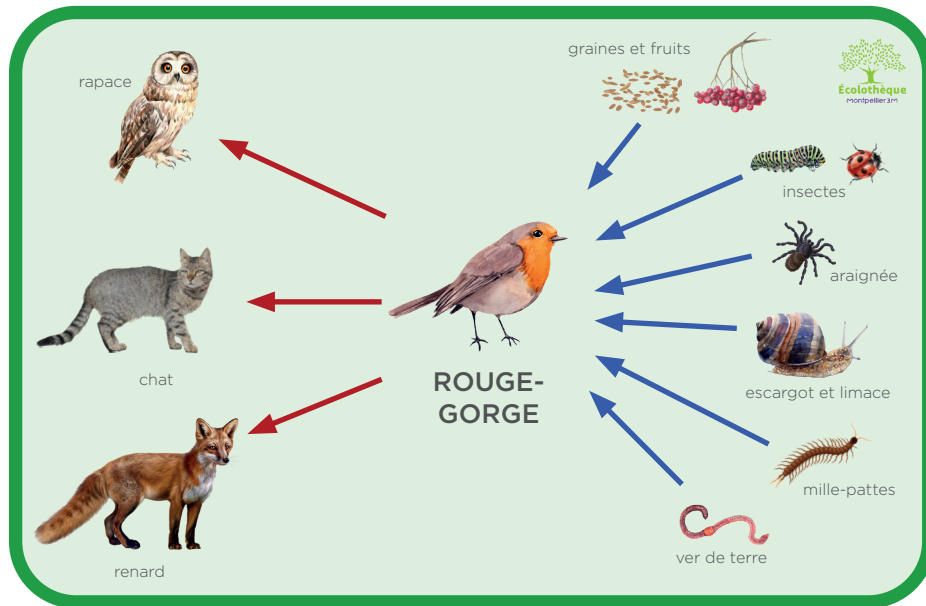 graines et fruits
rapace
Écolothèque
Montpellier3M
insectes
araignée
chat
ROUGE-
GORGE
escargot et limace
mille-pattes
ver de terre
renard